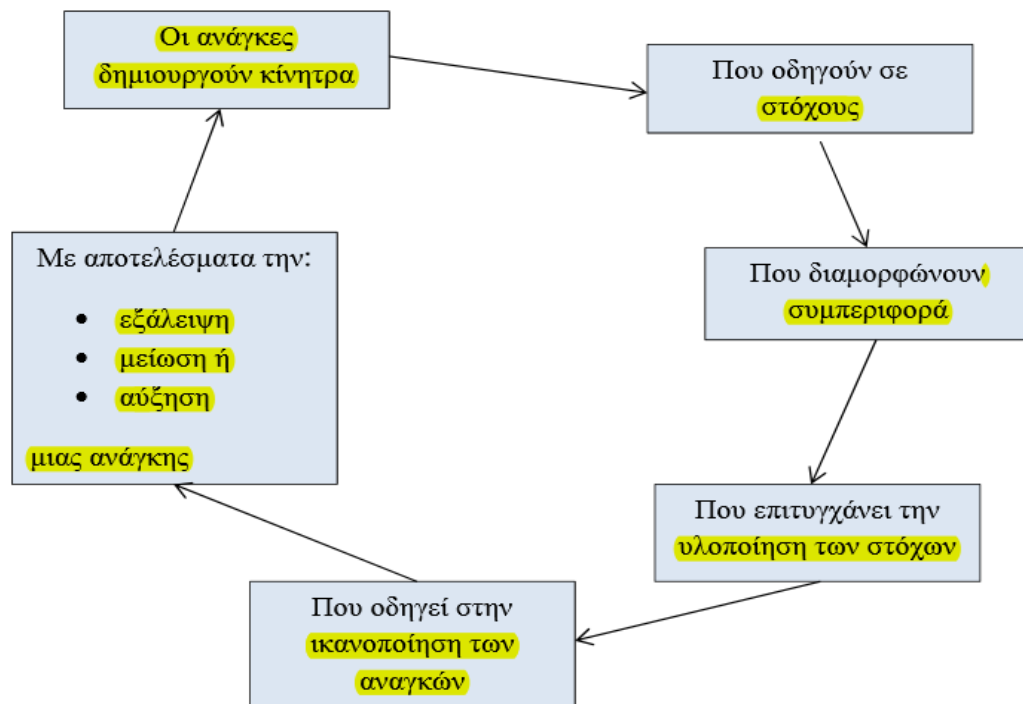 Οι ανάγκες
δημιουργούν κίνητρα
Που οδηγούν σε
στόχους
Που διαμορφώνουν
συμπεριφορά
Που επιτυγχάνει την
υλοποίηση των στόχων
Που οδηγεί στην
ικανοποίηση των
αναγκών
Με αποτελέσματα την:
• εξάλειψη
• μείωση ή
• αύξηση
μιας ανάγκης